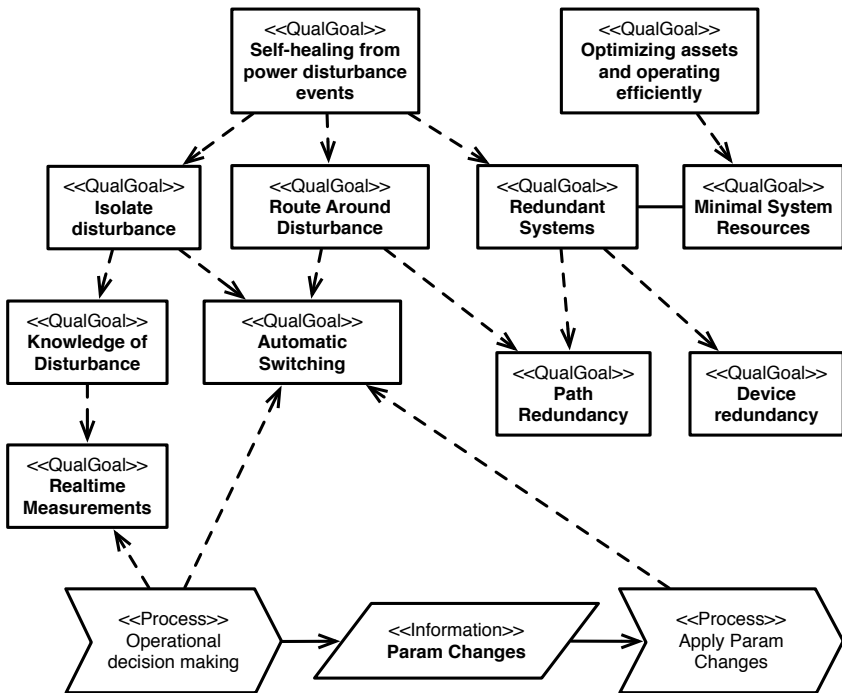 <<QualGoal>>
Self-healing from
power disturbance
events
<<QualGoal>>
Optimizing assets
and operating
efficiently
<<QualGoal>>
Isolate
disturbance
<<QualGoal>>
Route Around
Disturbance
<<QualGoal>>
Redundant
Systems
<<QualGoal>>
Minimal System
Resources
<<QualGoal>>
Knowledge of
Disturbance
<<QualGoal>>
Automatic
Switching
<<QualGoal>>
Path
Redundancy
<<QualGoal>>
Device
redundancy
<<QualGoal>>
Realtime
Measurements
<<Process>>
Operational
decision making
<<Information>>
Param Changes
<<Process>>
Apply Param
Changes